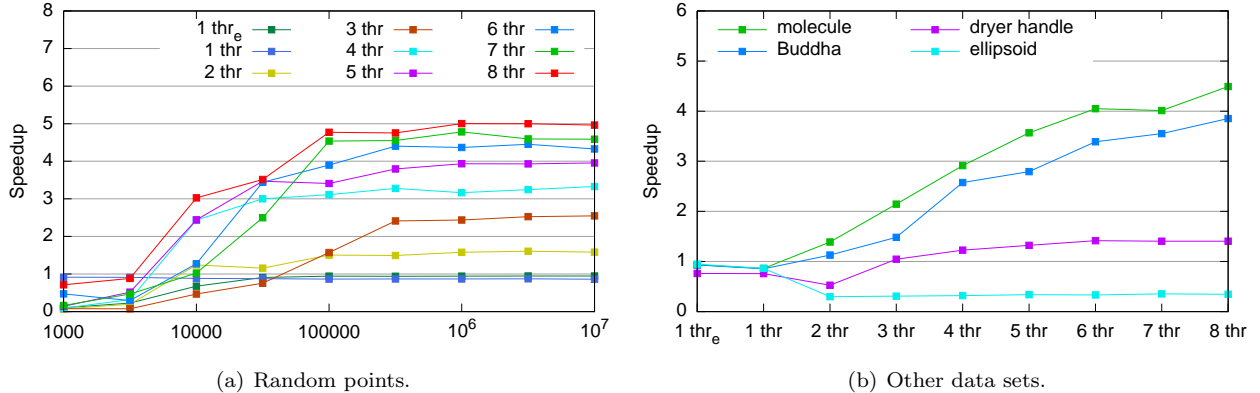 8
7
6
5
4
3
2
1
0
Speedup
1 thr_e
1 thr
2 thr
3 thr
4 thr
5 thr
6 thr
7 thr
8 thr
1000 10000 100000 10^6 10^7
(a) Random points.
6
5
4
3
2
1
0
Speedup
molecule
Buddha
dryer handle
ellipsoid
1 thr_e 1 thr 2 thr 3 thr 4 thr 5 thr 6 thr 7 thr 8 thr
(b) Other data sets.